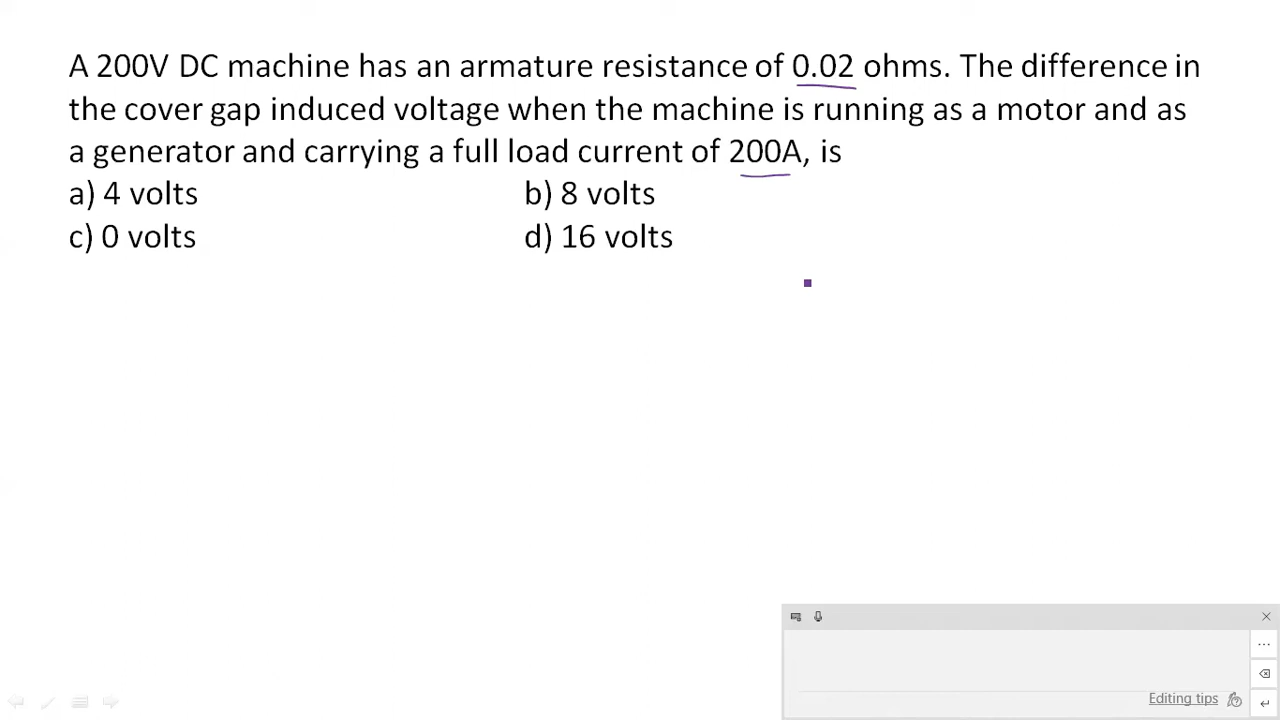 A 200V DC machine has an armature resistance of 0.02 ohms. The difference in
the cover gap induced voltage when the machine is running as a motor and as
a generator and carrying a full load current of 200A, is
a) 4 volts b) 8 volts
c) 0 volts d) 16 volts
Editing tips